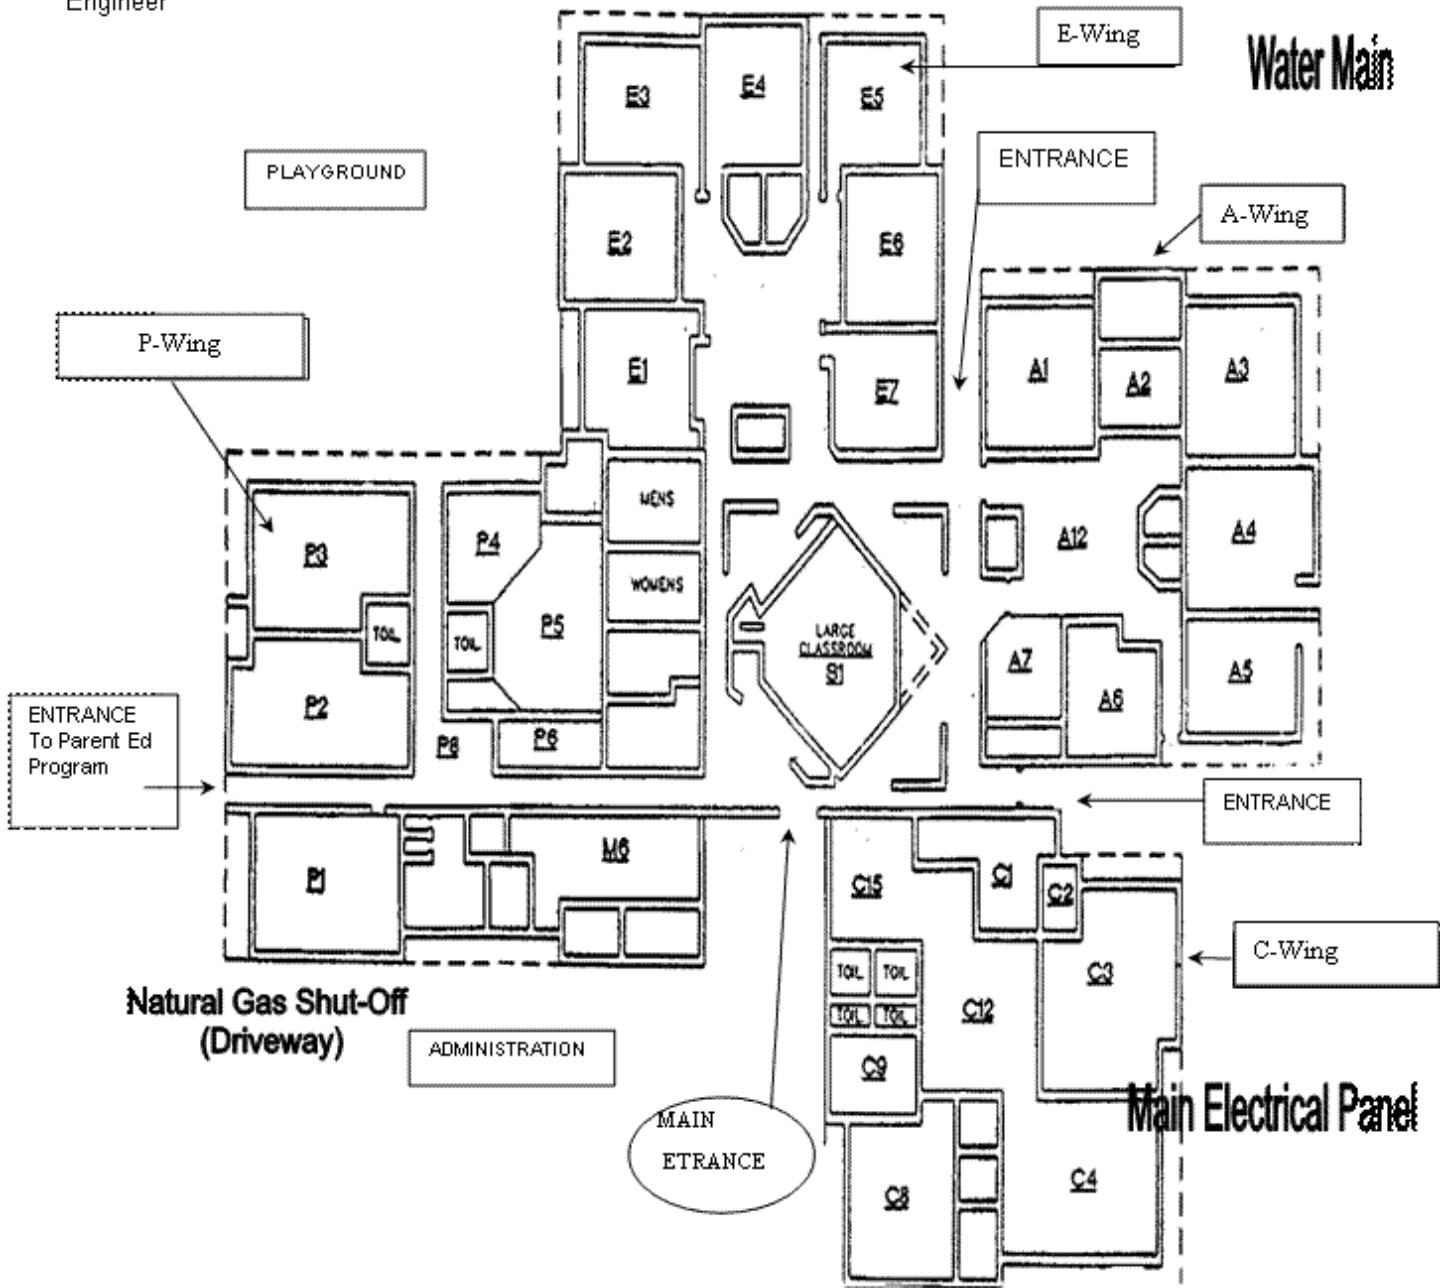 Engineer
E-Wing
Water Main
E3
E4
E5
PLAYGROUND
ENTRANCE
A-Wing
E2
E6
P-Wing
E1
E7
A1
A2
A3
MENS
P3
P4
A12
A4
WOMENS
TOIL
TOIL
P5
LARGE
CLASSROOM
S1
A7
A5
A6
ENTRANCE
To Parent Ed
Program
P2
P8
P6
ENTRANCE
P1
M6
C15
C1
C2
C-Wing
TOIL
TOIL
C3
Natural Gas Shut-Off
(Driveway)
TOIL
TOIL
C12
ADMINISTRATION
C9
Main Electrical Panel
MAIN
ETRANCE
C8
C4